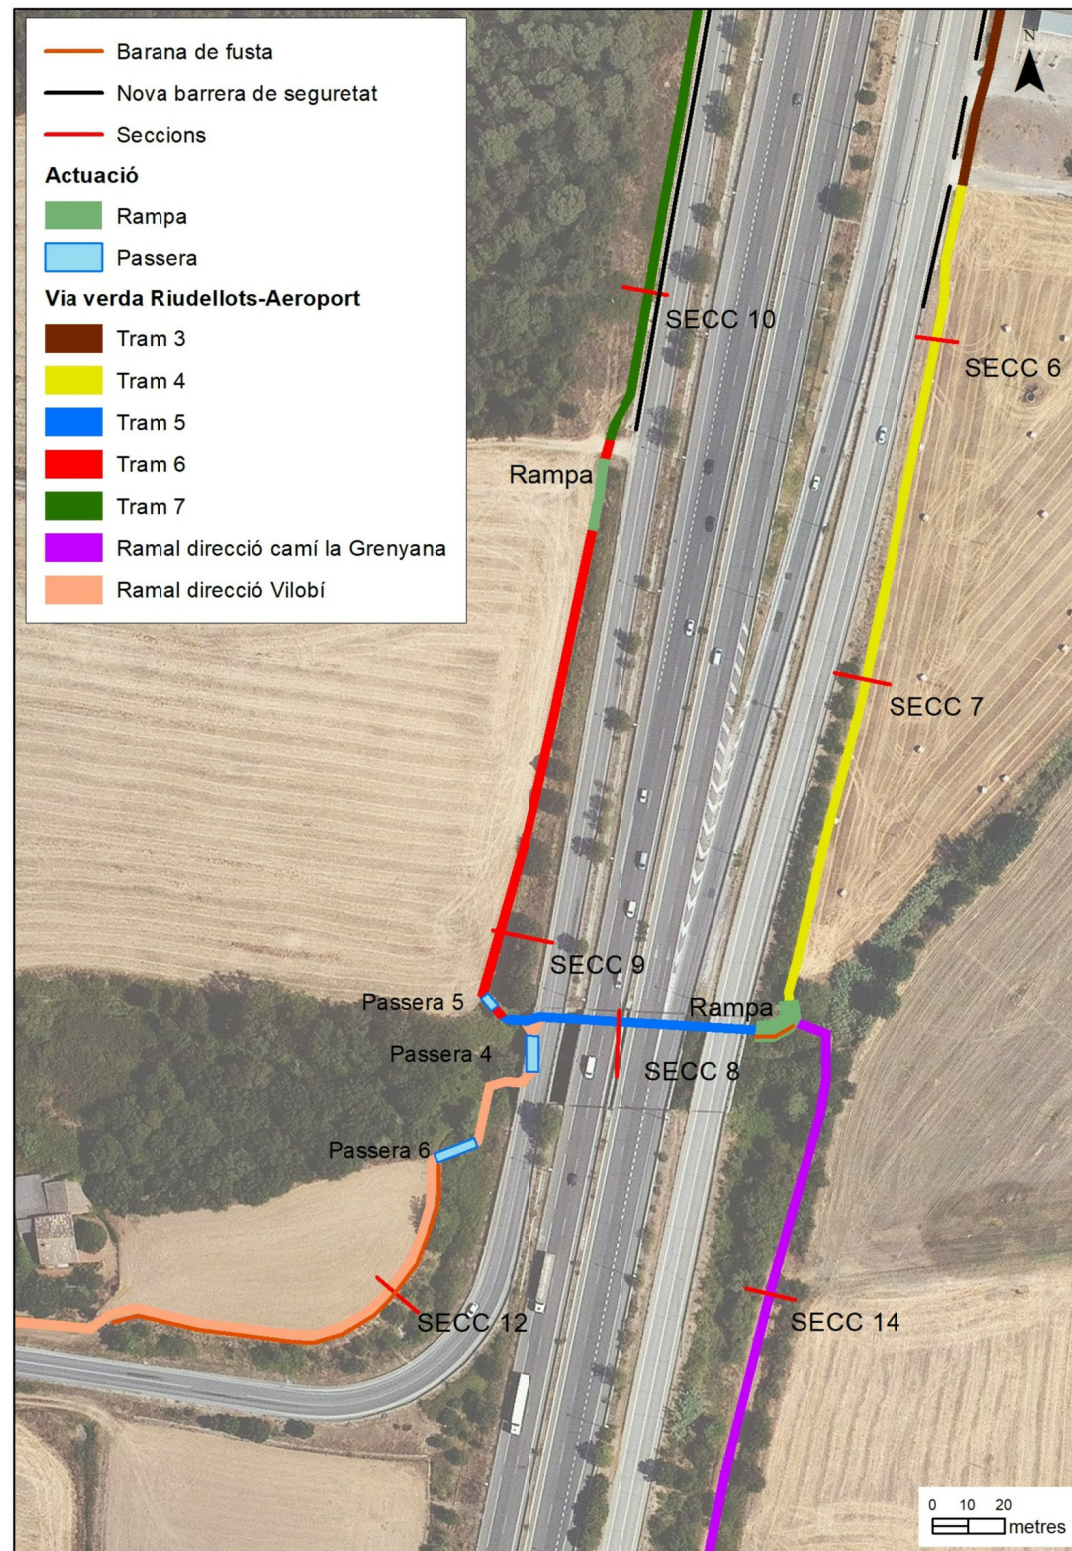 Barana de fusta
Nova barrera de seguretat
Seccions
Actuació
Rampa
Passera
Via verda Riudellots-Aeroport
Tram 3
Tram 4
Tram 5
Tram 6
Tram 7
Ramal direcció camí la Grenyana
Ramal direcció Vilobí
N
SECC 10
SECC 6
Rampa
SECC 7
SECC 9
Passera 5
Rampa
Passera 4
SECC 8
Passera 6
SECC 12
SECC 14
0 10 20
metres